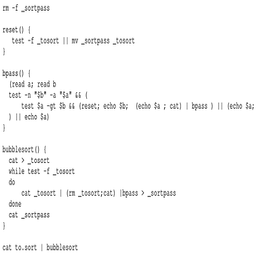 rm -f _sortpass
reset() {
test -f _tosort || mv _sortpass _tosort
}
bpass() {
(read a; read b
test -n "$b" -a "$a" && (
test $a -gt $b && (reset; echo $b; (echo $a ; cat) | bpass ) || (echo $a;
) || echo $a)
}
bubblesort() {
cat > _tosort
while test -f _tosort
do
cat _tosort | (rm _tosort;cat) |bpass > _sortpass
done
cat _sortpass
}
cat to.sort | bubblesort